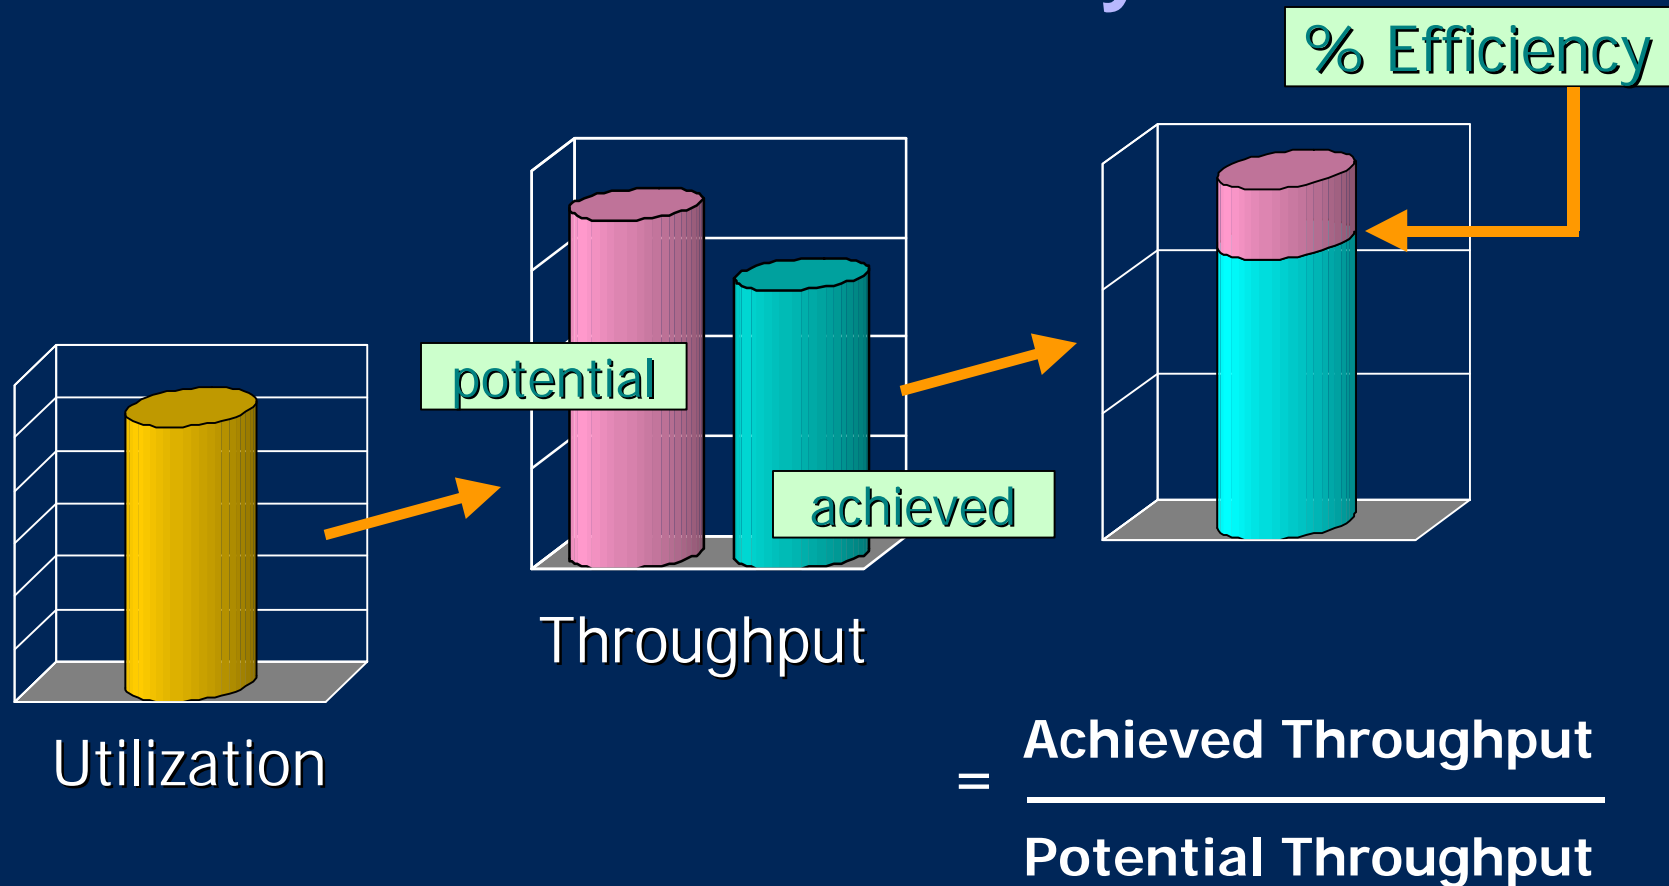 % Efficiency
potential
achieved
Throughput
Utilization
= Achieved Throughput
Potential Throughput